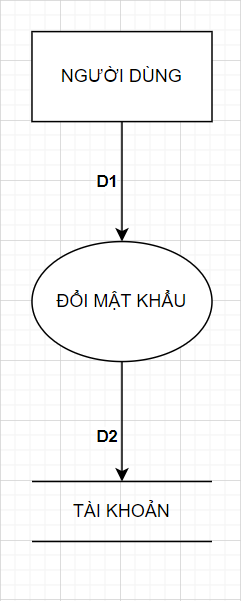 NGƯỜI DÙNG
D1
ĐỔI MẬT KHẨU
D2
TÀI KHOẢN